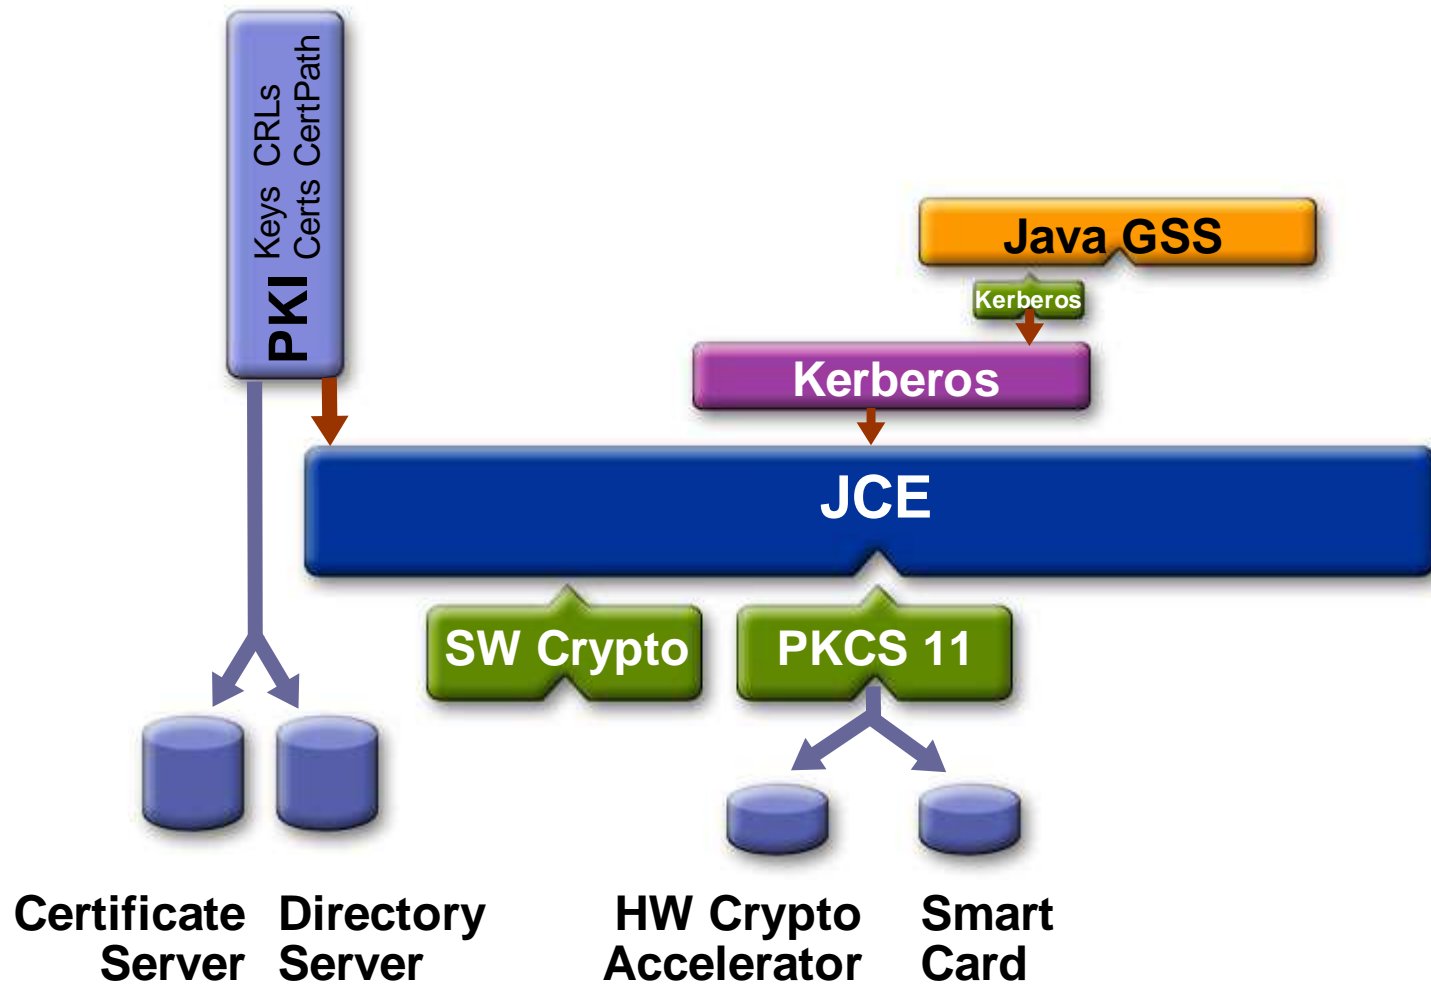 PKI
Keys CRLs
Certs CertPath
Java GSS
Kerberos
Kerberos
JCE
SW Crypto
PKCS 11
Certificate
Server
Directory
Server
HW Crypto
Accelerator
Smart
Card